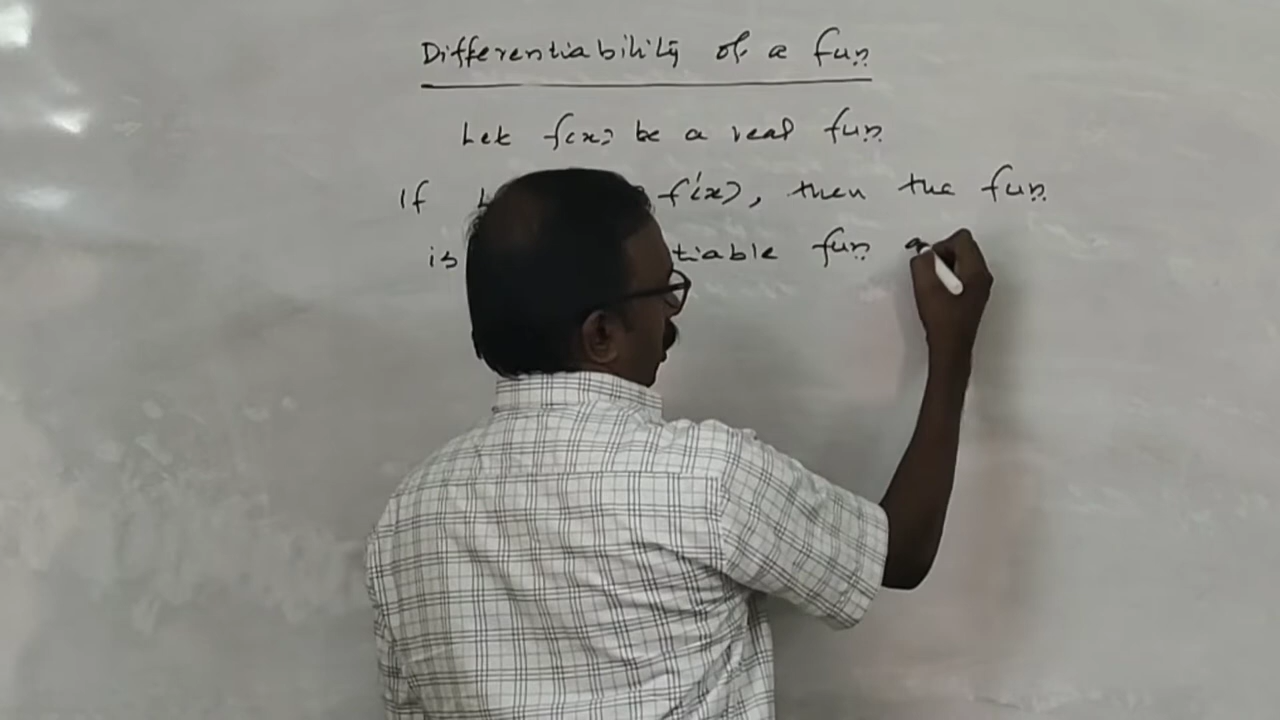 Differentiability of a fun
Let f(x) be a real fun
If f'(x), then the fun
is tiable fun